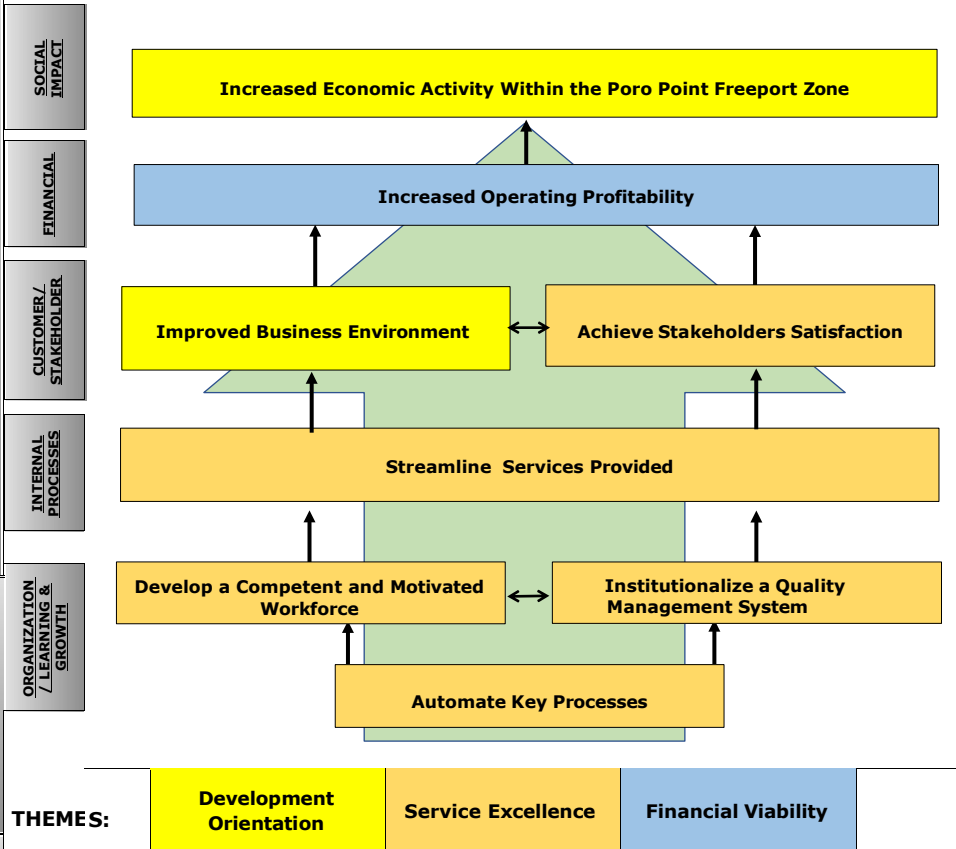 SOCIAL
IMPACT
Increased Economic Activity Within the Poro Point Freeport Zone
FINANCIAL
Increased Operating Profitability
CUSTOMER/
STAKEHOLDER
Improved Business Environment
Achieve Stakeholders Satisfaction
INTERNAL
PROCESSES
Streamline Services Provided
ORGANIZATION
/ LEARNING &
GROWTH
Develop a Competent and Motivated
Workforce
Institutionalize a Quality
Management System
Automate Key Processes
THEMES:
Development
Orientation
Service Excellence
Financial Viability